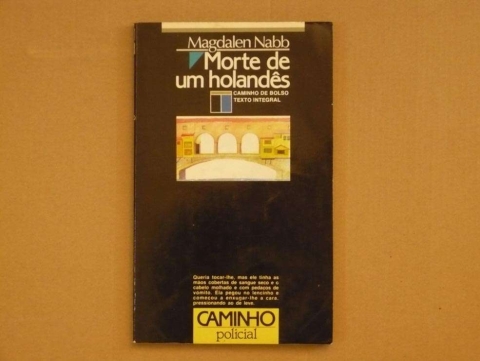 Magdalen Nabb
Morte de
um holandês
CAMINHO DE BOLSO
TEXTO INTEGRAL
Queria tocar-lhe, mas ele tinha as
mãos cobertas de sangue seco e o
cabelo molhado e com pedaços de
vómito. Ela pegou no lencinho e
começou a enxugar-lhe a cara,
pressionando ao de leve.
CAMINHO
policial